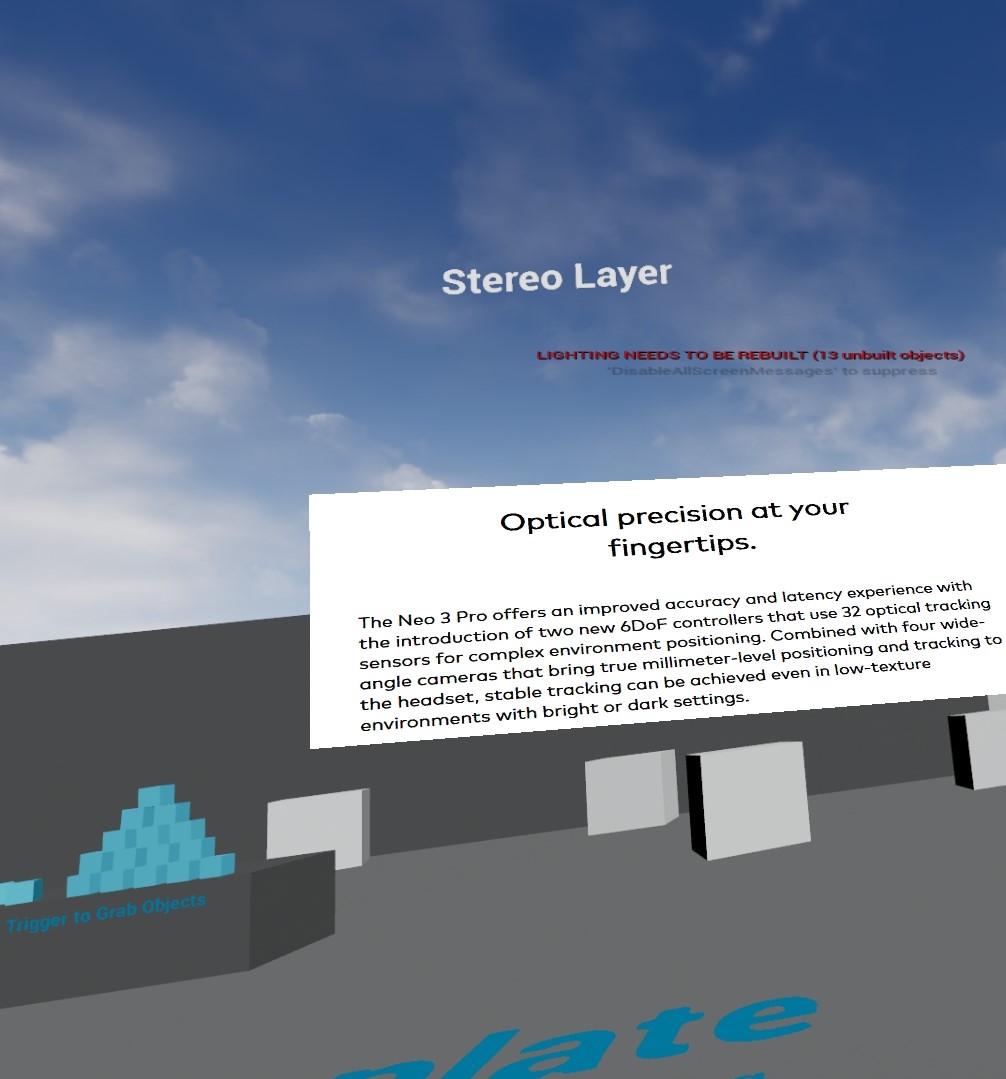 Stereo Layer
LIGHTING NEEDS TO BE REBUILT (13 unbuilt objects)
'DisableAllScreenMessages' to suppress
Optical precision at your
fingertips.
The Neo 3 Pro offers an improved accuracy and latency experience with
the introduction of two new 6DoF controllers that use 32 optical tracking
sensors for complex environment positioning. Combined with four wide-
angle cameras that bring true millimeter-level positioning and tracking to
the headset, stable tracking can be achieved even in low-texture
environments with bright or dark settings.
Trigger to Grab Objects
plate